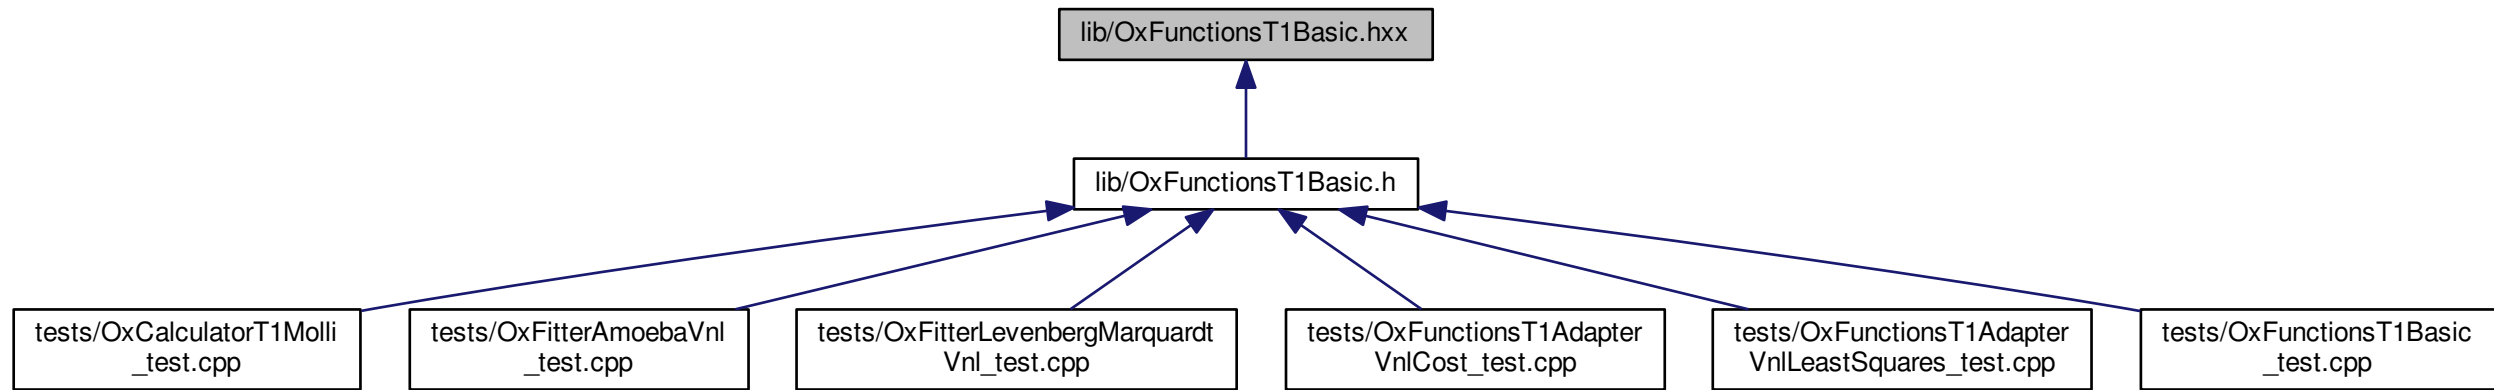 lib/OxFunctionsT1Basic.hxx
lib/OxFunctionsT1Basic.h
tests/OxCalculatorT1Molli
_test.cpp
tests/OxFitterAmoebaVnl
_test.cpp
tests/OxFitterLevenbergMarquardt
Vnl_test.cpp
tests/OxFunctionsT1Adapter
VnlCost_test.cpp
tests/OxFunctionsT1Adapter
VnlLeastSquares_test.cpp
tests/OxFunctionsT1Basic
_test.cpp